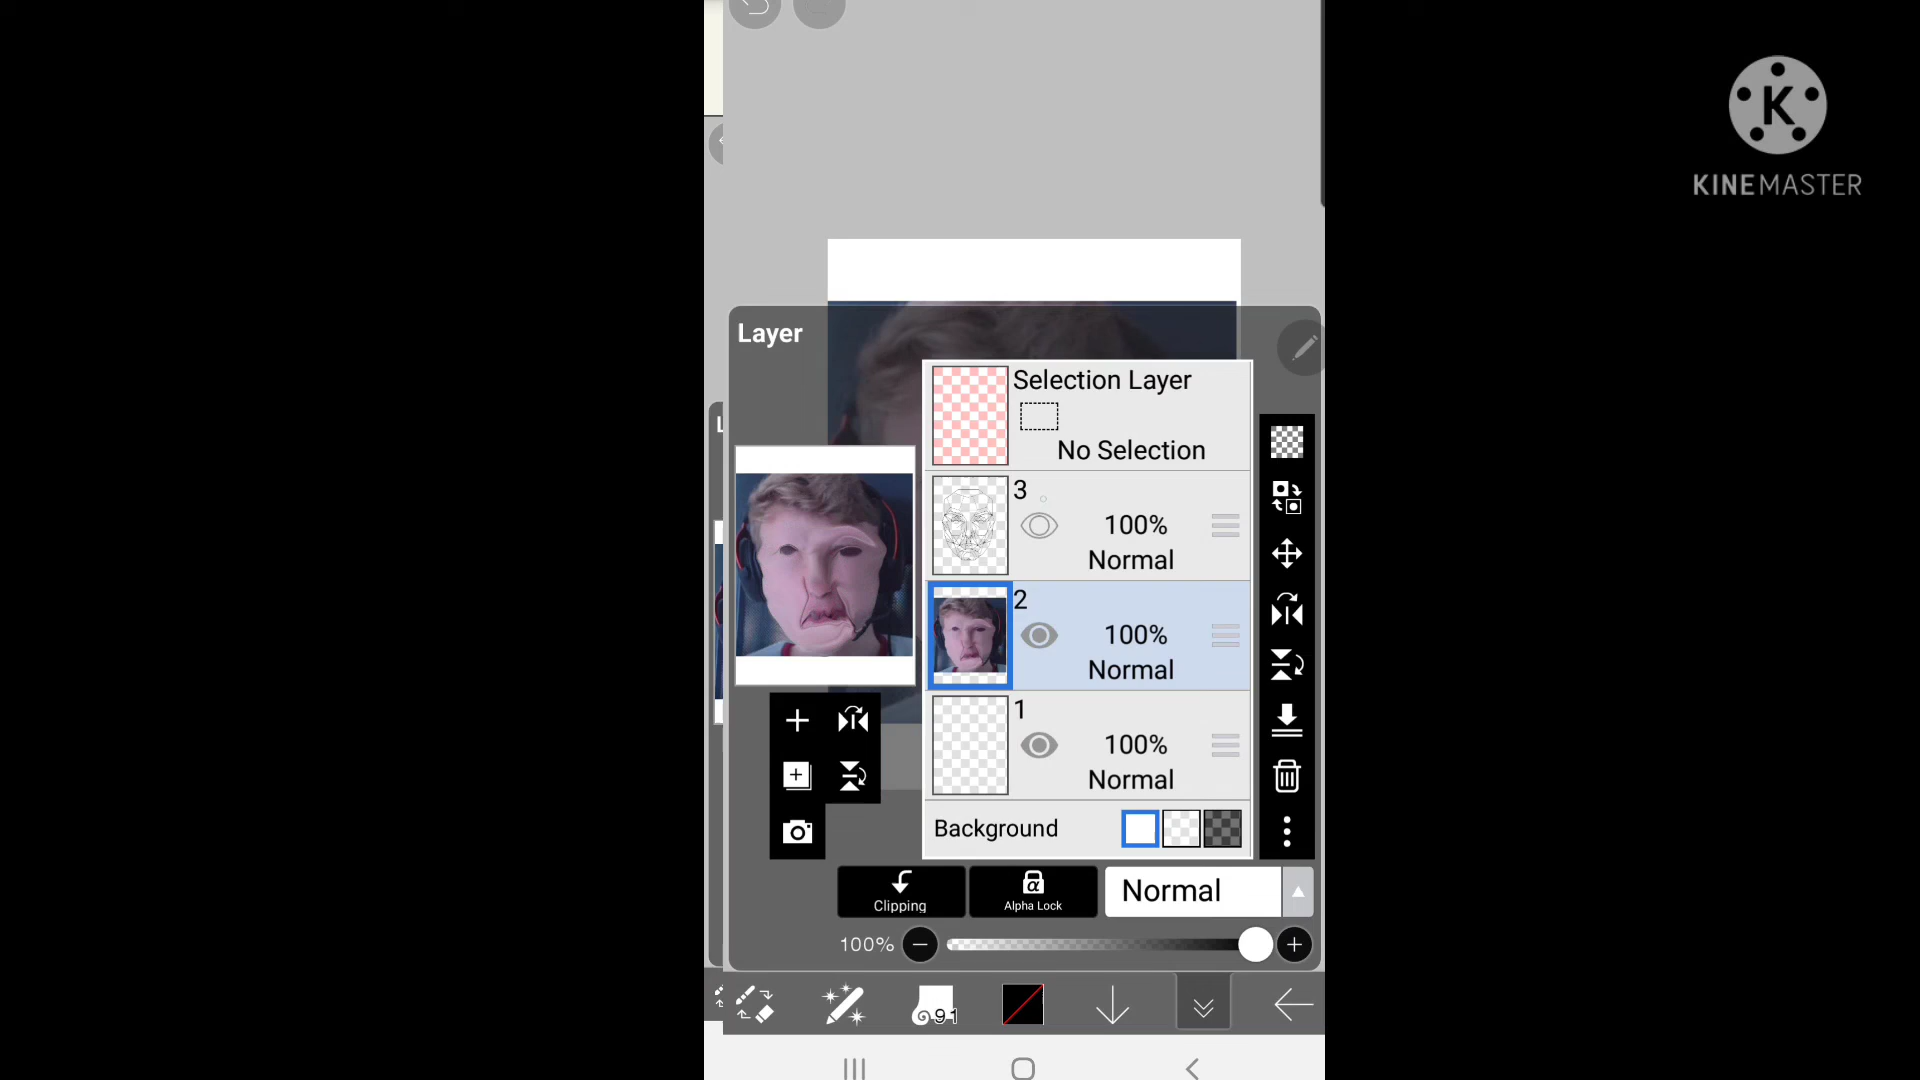 KINEMASTER
Layer
Selection Layer
No Selection
3
100%
Normal
2
100%
Normal
1
100%
Normal
Background
Clipping
α
Alpha Lock
Normal
100%
91